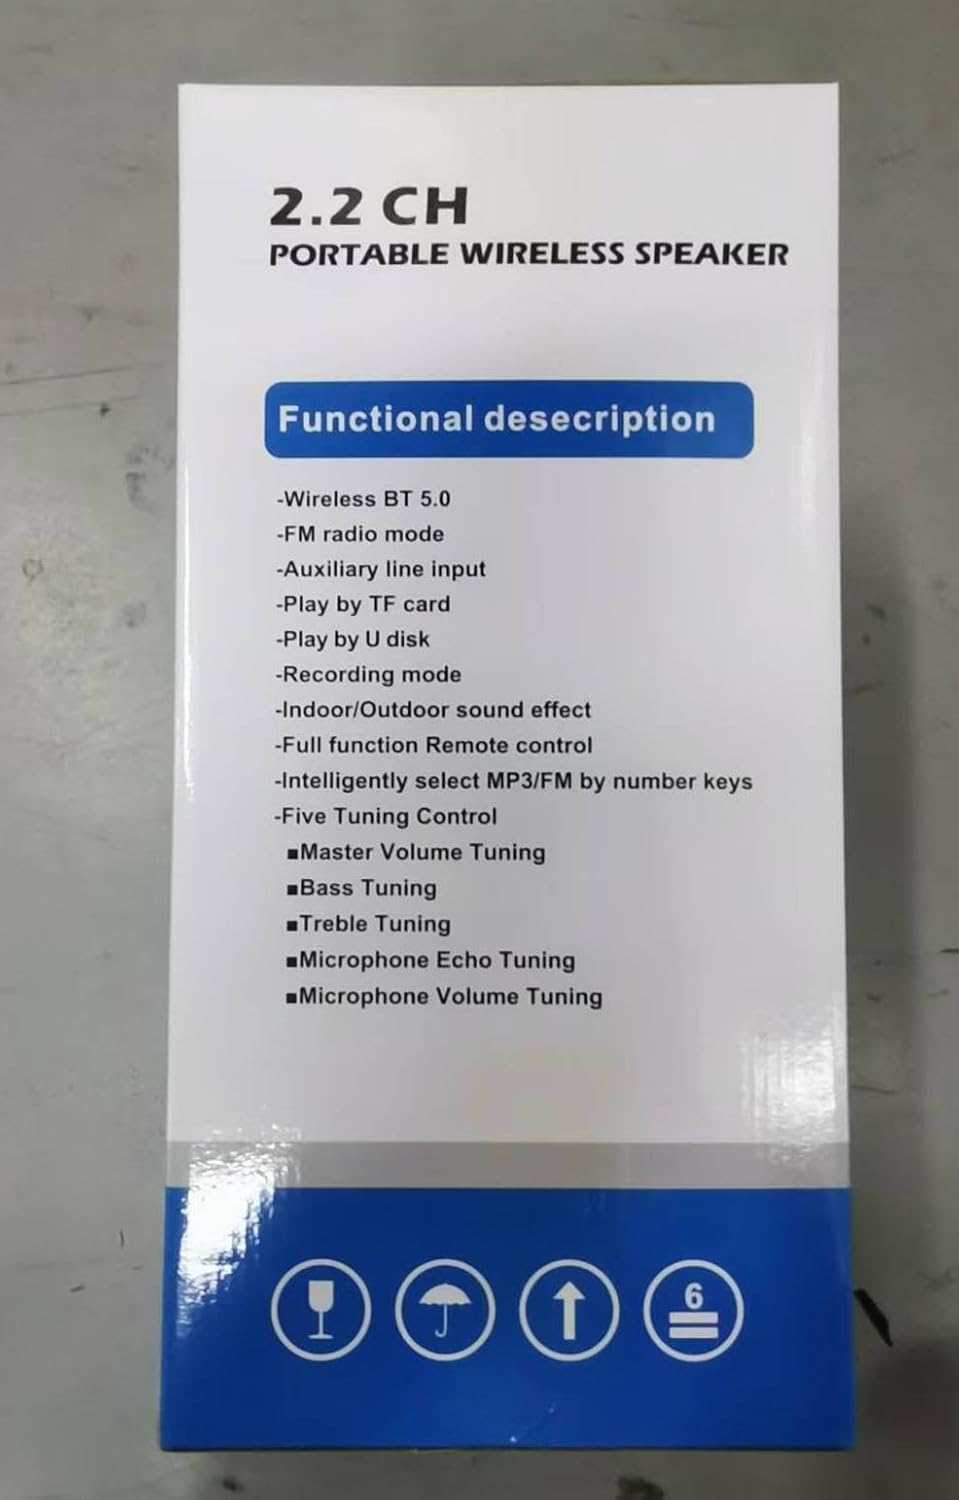 2.2 CH
PORTABLE WIRELESS SPEAKER
Functional desecription
-Wireless BT 5.0
-FM radio mode
-Auxiliary line input
-Play by TF card
-Play by U disk
-Recording mode
-Indoor/Outdoor sound effect
-Full function Remote control
-Intelligently select MP3/FM by number keys
-Five Tuning Control
■Master Volume Tuning
■Bass Tuning
■Treble Tuning
■Microphone Echo Tuning
■Microphone Volume Tuning
6